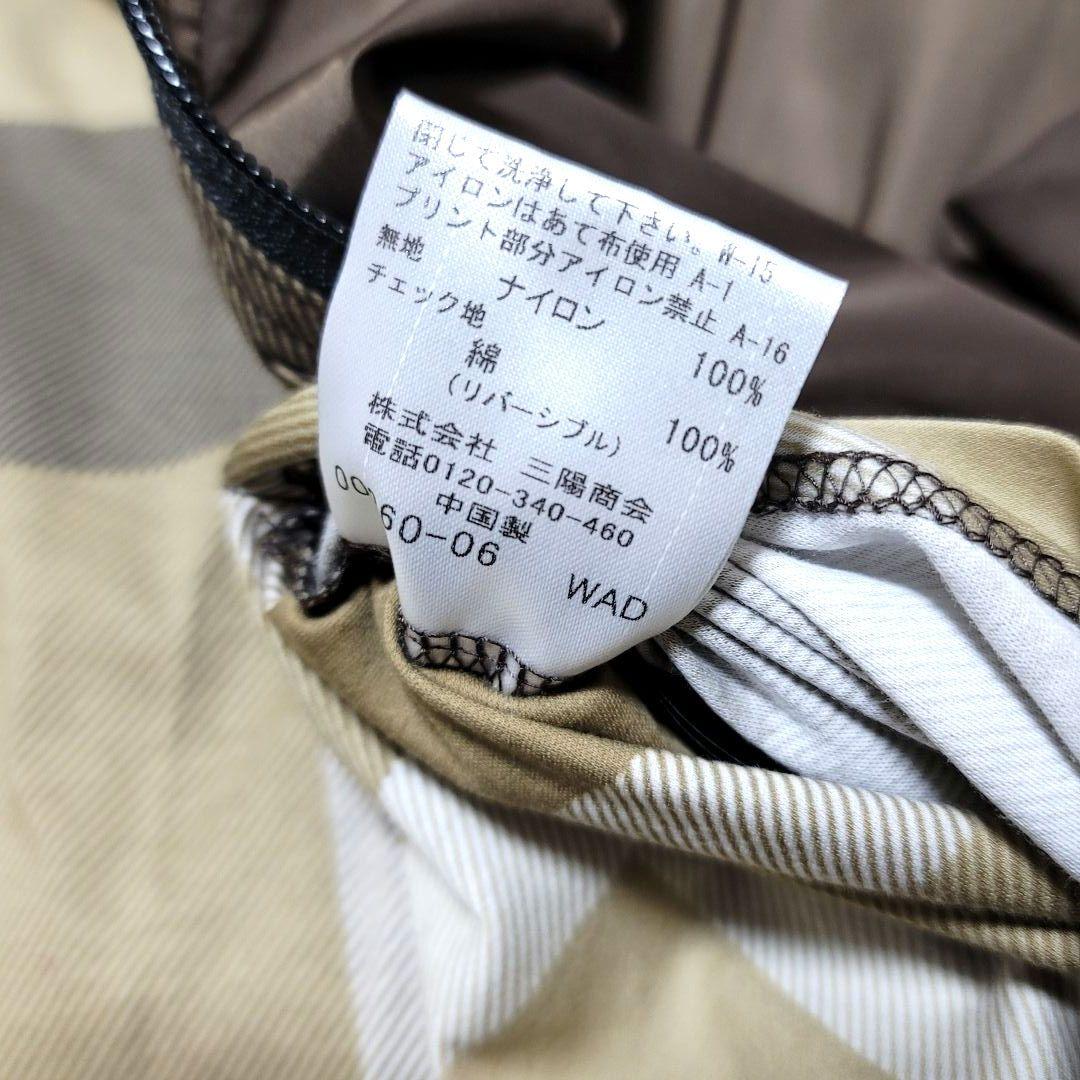 閉じて洗浄して下さい。W-15
アイロンはあて布使用 A-1
プリント部分アイロン禁止 A-16
無地
ナイロン 100%
チェック地
綿 100%
(リバーシブル)
株式会社 三陽商会
電話0120-340-460
中国製
60-06 WAD